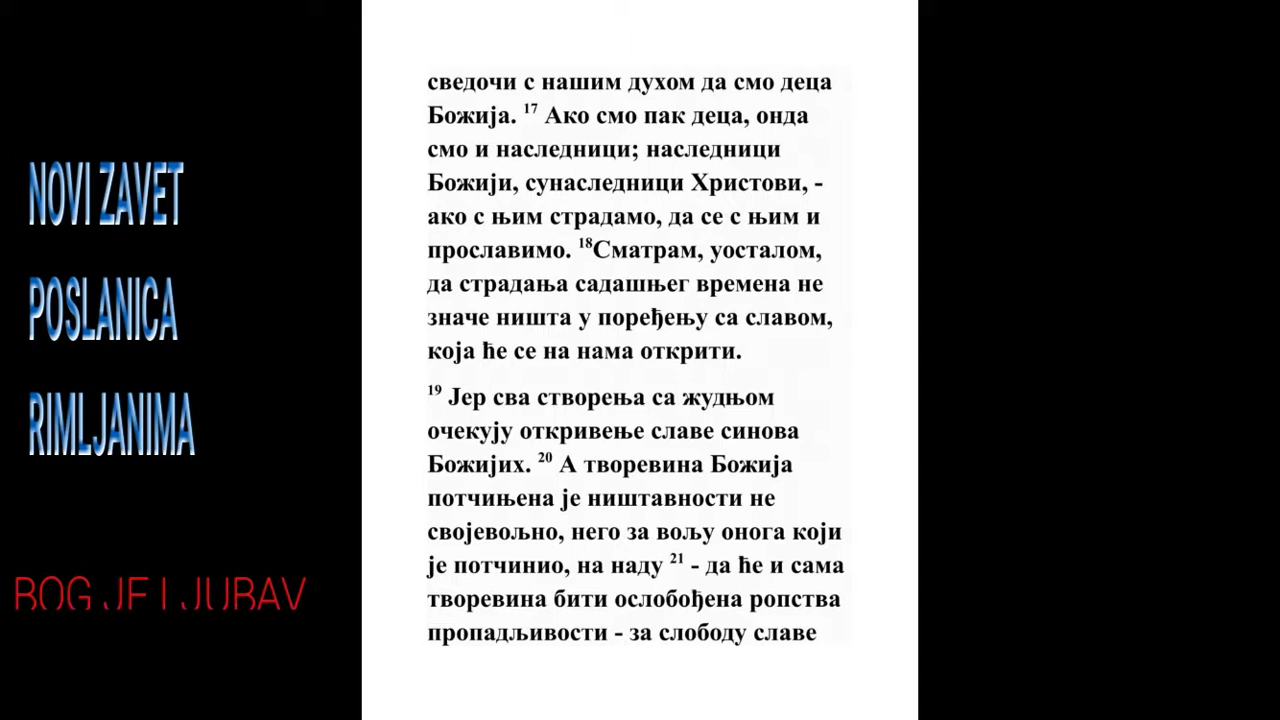 NOVI ZAVET
POSLANICA
RIMLJANIMA
BOG JE LJUBAV
сведочи с нашим духом да смо деца
Божија. 17 Ако смо пак деца, онда
смо и наследници; наследници
Божији, сунаследници Христови, -
ако с њим страдамо, да се с њим и
прославимо. 18Сматрам, уосталом,
да страдања садашњег времена не
значе ништа у поређењу са славом,
која ће се на нама открити.
19 Јер сва створења са жудњом
очекују откривење славе синова
Божијих. 20 А творевина Божија
потчињена је ништавности не
својевољно, него за вољу онога који
је потчинио, на наду 21 - да ће и сама
творевина бити ослобођена ропства
пропадљивости - за слободу славе